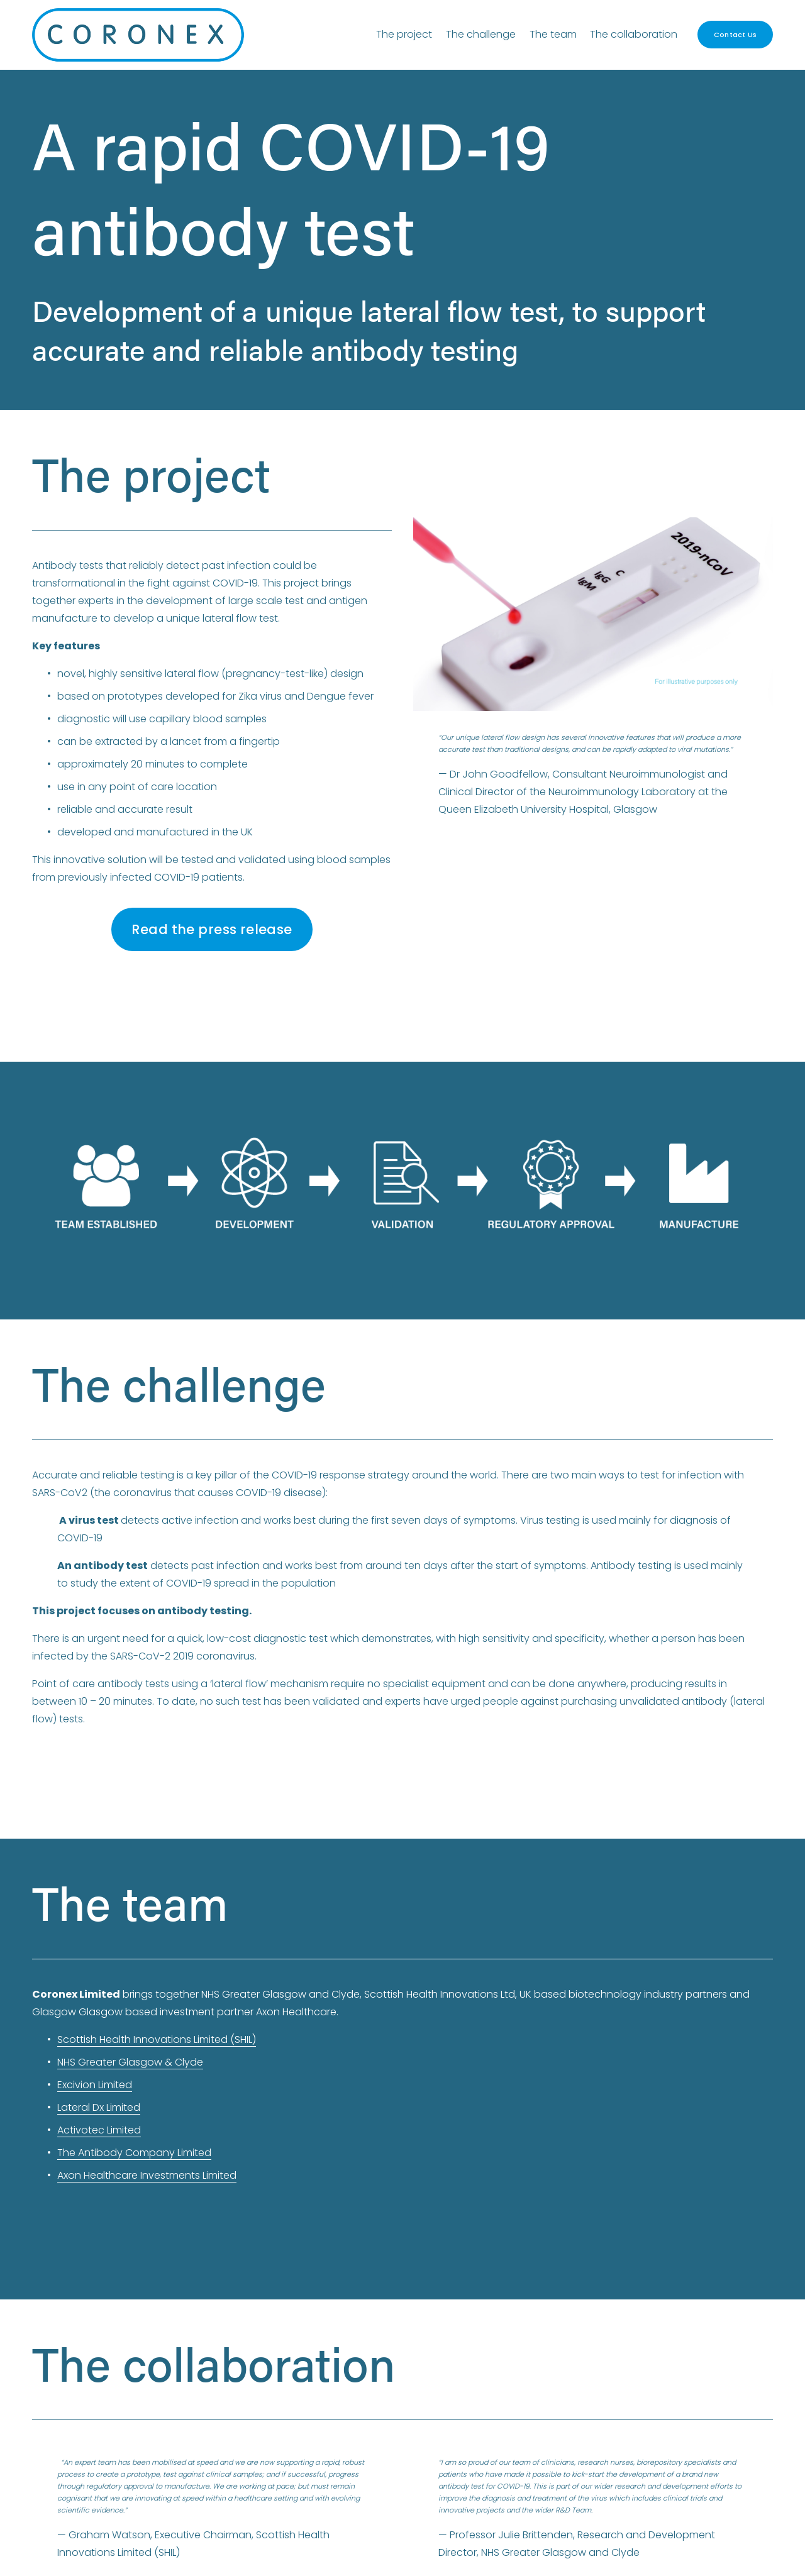 CORONEX
The project
The challenge
The team
The collaboration
Contact Us
A rapid COVID-19
antibody test
Development of a unique lateral flow test, to support
accurate and reliable antibody testing
The project
Antibody tests that reliably detect past infection could be
transformational in the fight against COVID-19. This project brings
together experts in the development of large scale test and antigen
manufacture to develop a unique lateral flow test.
Key features
• novel, highly sensitive lateral flow (pregnancy-test-like) design
• based on prototypes developed for Zika virus and Dengue fever
• diagnostic will use capillary blood samples
• can be extracted by a lancet from a fingertip
• approximately 20 minutes to complete
• use in any point of care location
• reliable and accurate result
• developed and manufactured in the UK
This innovative solution will be tested and validated using blood samples
from previously infected COVID-19 patients.
Read the press release
2019-nCoV
C
IgG
IgM
For illustrative purposes only
“Our unique lateral flow design has several innovative features that will produce a more
accurate test than traditional designs, and can be rapidly adapted to viral mutations.”
— Dr John Goodfellow, Consultant Neuroimmunologist and
Clinical Director of the Neuroimmunology Laboratory at the
Queen Elizabeth University Hospital, Glasgow
TEAM ESTABLISHED
DEVELOPMENT
VALIDATION
REGULATORY APPROVAL
MANUFACTURE
The challenge
Accurate and reliable testing is a key pillar of the COVID-19 response strategy around the world. There are two main ways to test for infection with
SARS-CoV2 (the coronavirus that causes COVID-19 disease):
A virus test detects active infection and works best during the first seven days of symptoms. Virus testing is used mainly for diagnosis of
COVID-19
An antibody test detects past infection and works best from around ten days after the start of symptoms. Antibody testing is used mainly
to study the extent of COVID-19 spread in the population
This project focuses on antibody testing.
There is an urgent need for a quick, low-cost diagnostic test which demonstrates, with high sensitivity and specificity, whether a person has been
infected by the SARS-CoV-2 2019 coronavirus.
Point of care antibody tests using a ‘lateral flow’ mechanism require no specialist equipment and can be done anywhere, producing results in
between 10 – 20 minutes. To date, no such test has been validated and experts have urged people against purchasing unvalidated antibody (lateral
flow) tests.
The team
Coronex Limited brings together NHS Greater Glasgow and Clyde, Scottish Health Innovations Ltd, UK based biotechnology industry partners and
Glasgow Glasgow based investment partner Axon Healthcare.
• Scottish Health Innovations Limited (SHIL)
• NHS Greater Glasgow & Clyde
• Excivion Limited
• Lateral Dx Limited
• Activotec Limited
• The Antibody Company Limited
• Axon Healthcare Investments Limited
The collaboration
“An expert team has been mobilised at speed and we are now supporting a rapid, robust
process to create a prototype, test against clinical samples; and if successful, progress
through regulatory approval to manufacture. We are working at pace; but must remain
cognisant that we are innovating at speed within a healthcare setting and with evolving
scientific evidence.”
— Graham Watson, Executive Chairman, Scottish Health
Innovations Limited (SHIL)
“I am so proud of our team of clinicians, research nurses, biorepository specialists and
patients who have made it possible to kick-start the development of a brand new
antibody test for COVID-19. This is part of our wider research and development efforts to
improve the diagnosis and treatment of the virus which includes clinical trials and
innovative projects and the wider R&D Team.
— Professor Julie Brittenden, Research and Development
Director, NHS Greater Glasgow and Clyde